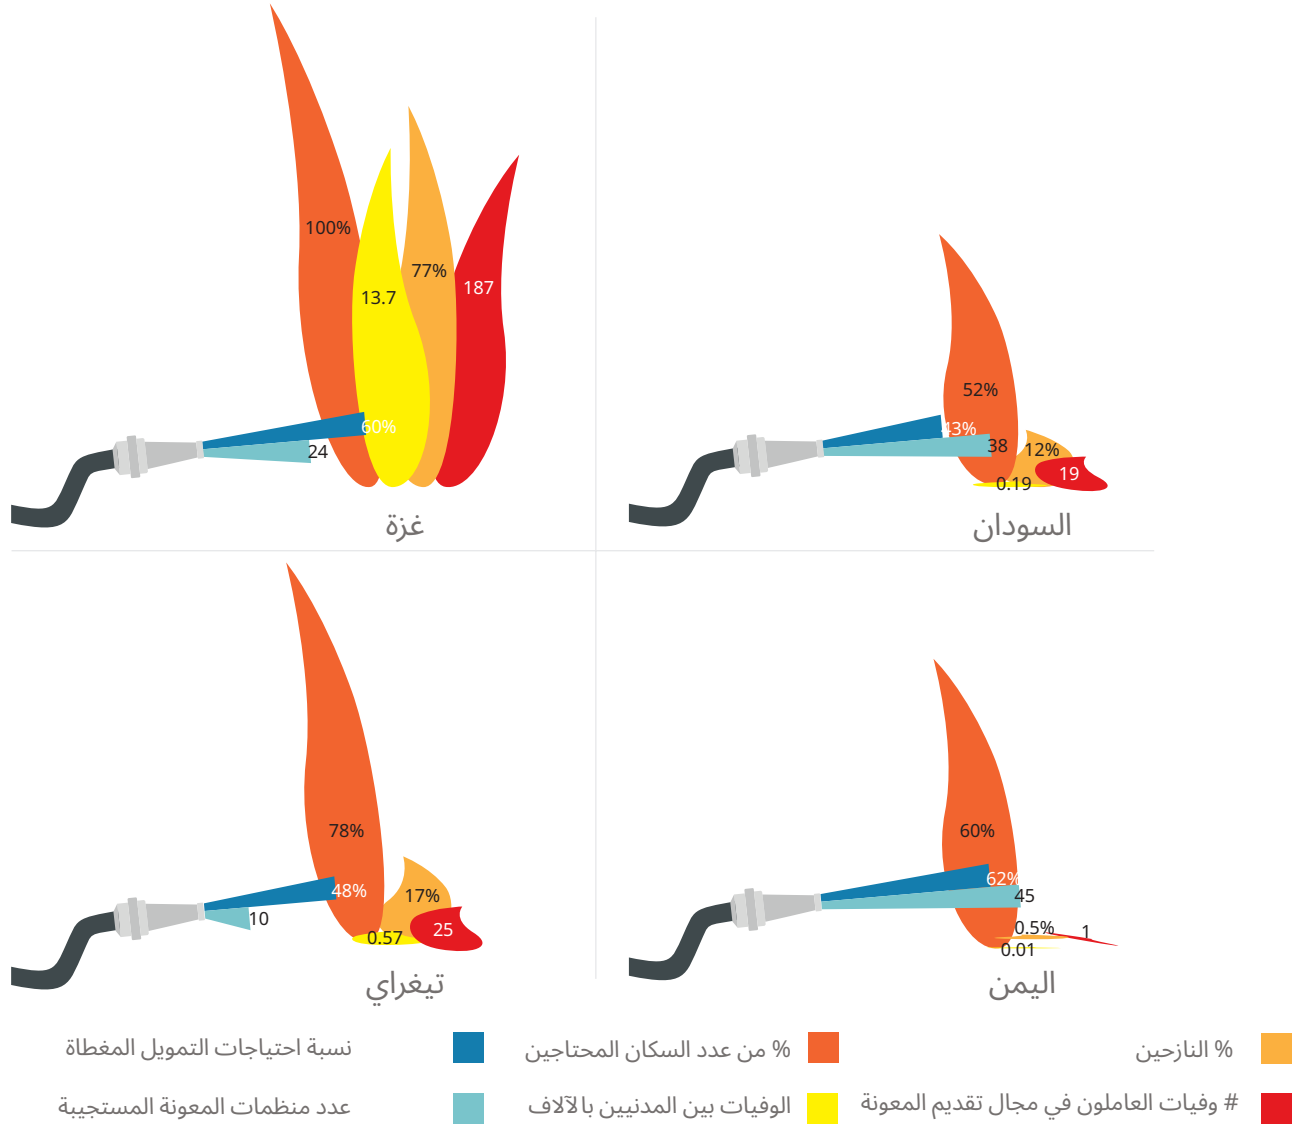 100%
77%
187
13.7
60%
24
غزة
52%
43%
38
12%
19
0.19
السودان
78%
48%
17%
10
25
0.57
تيغراي
60%
62%
45
0.5%
1
0.01
اليمن
% النازحين
% من عدد السكان المحتاجين
نسبة احتياجات التمويل المغطاة
# وفيات العاملون في مجال تقديم المعونة
الوفيات بين المدنيين بالآلاف
عدد منظمات المعونة المستجيبة